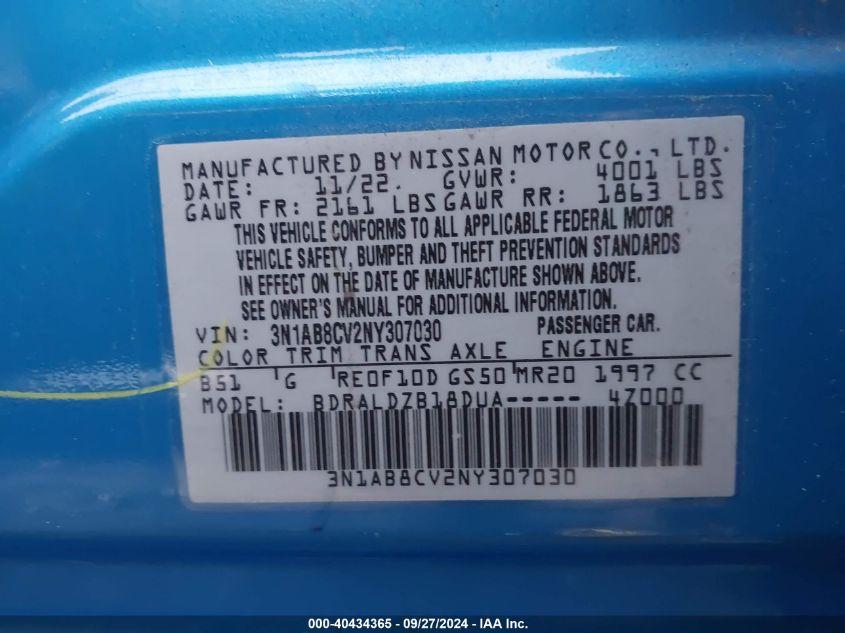 MANUFACTURED BY NISSAN MOTOR CO., LTD.
DATE: 11/22. GVWR: 4001 LBS
GAWR FR: 2161 LBS GAWR RR: 1863 LBS
THIS VEHICLE CONFORMS TO ALL APPLICABLE FEDERAL MOTOR
VEHICLE SAFETY, BUMPER AND THEFT PREVENTION STANDARDS
IN EFFECT ON THE DATE OF MANUFACTURE SHOWN ABOVE.
SEE OWNER'S MANUAL FOR ADDITIONAL INFORMATION.
VIN: 3N1AB8CV2NY307030 PASSENGER CAR.
COLOR TRIM TRANS AXLE ENGINE
B51 G RE0F10D GS50 MR20 1997 CC
MODEL: BDRALDZB18DUA----- 4Z000
3N1AB8CV2NY307030
000-40434365 - 09/27/2024 - IAA Inc.